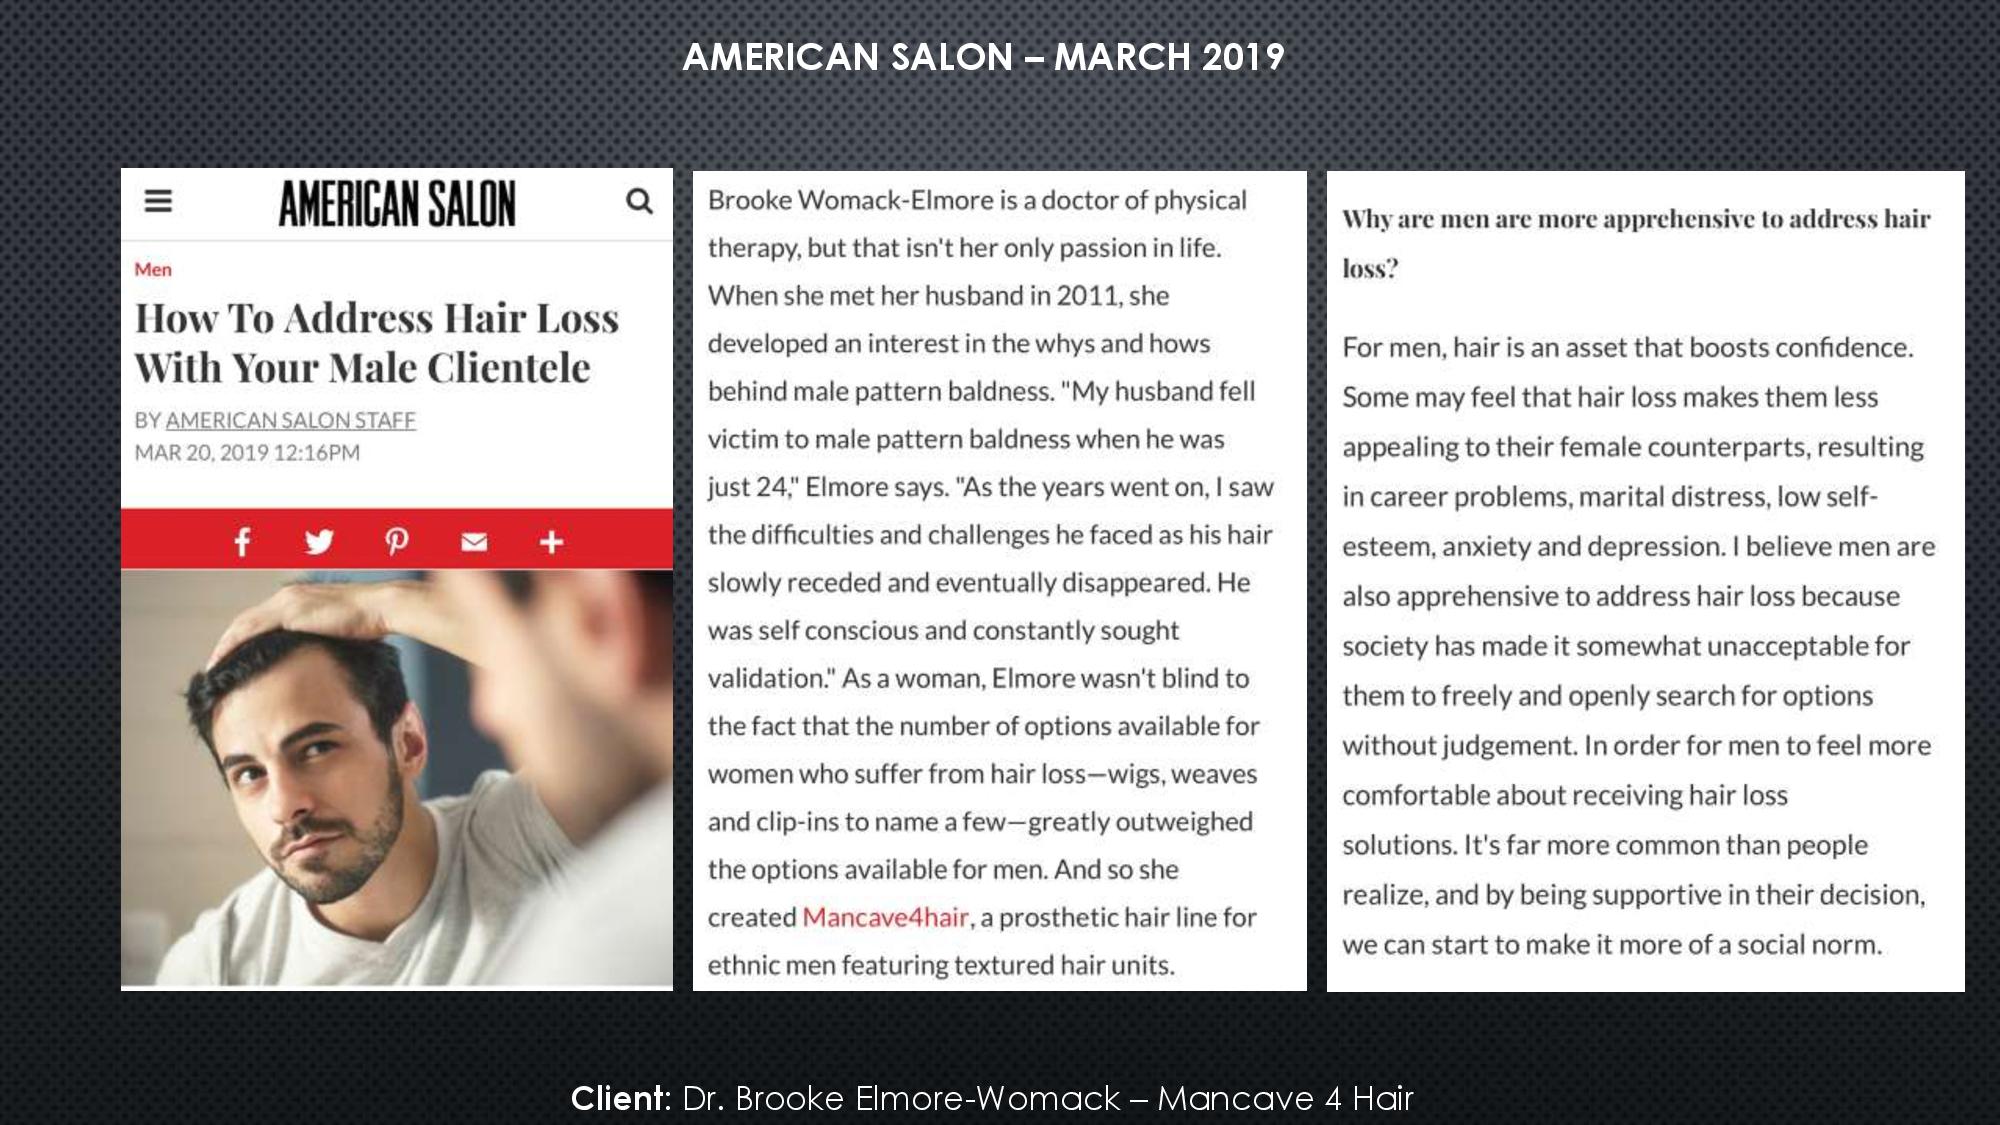 AMERICAN SALON – MARCH 2019
AMERICAN SALON
Men
How To Address Hair Loss
With Your Male Clientele
BY AMERICAN SALON STAFF
MAR 20, 2019 12:16PM
Brooke Womack-Elmore is a doctor of physical
therapy, but that isn't her only passion in life.
When she met her husband in 2011, she
developed an interest in the whys and hows
behind male pattern baldness. "My husband fell
victim to male pattern baldness when he was
just 24," Elmore says. "As the years went on, I saw
the difficulties and challenges he faced as his hair
slowly receded and eventually disappeared. He
was self conscious and constantly sought
validation." As a woman, Elmore wasn't blind to
the fact that the number of options available for
women who suffer from hair loss—wigs, weaves
and clip-ins to name a few—greatly outweighed
the options available for men. And so she
created Mancave4hair, a prosthetic hair line for
ethnic men featuring textured hair units.
Why are men are more apprehensive to address hair
loss?
For men, hair is an asset that boosts confidence.
Some may feel that hair loss makes them less
appealing to their female counterparts, resulting
in career problems, marital distress, low self-
esteem, anxiety and depression. I believe men are
also apprehensive to address hair loss because
society has made it somewhat unacceptable for
them to freely and openly search for options
without judgement. In order for men to feel more
comfortable about receiving hair loss
solutions. It's far more common than people
realize, and by being supportive in their decision,
we can start to make it more of a social norm.
Client: Dr. Brooke Elmore-Womack – Mancave 4 Hair